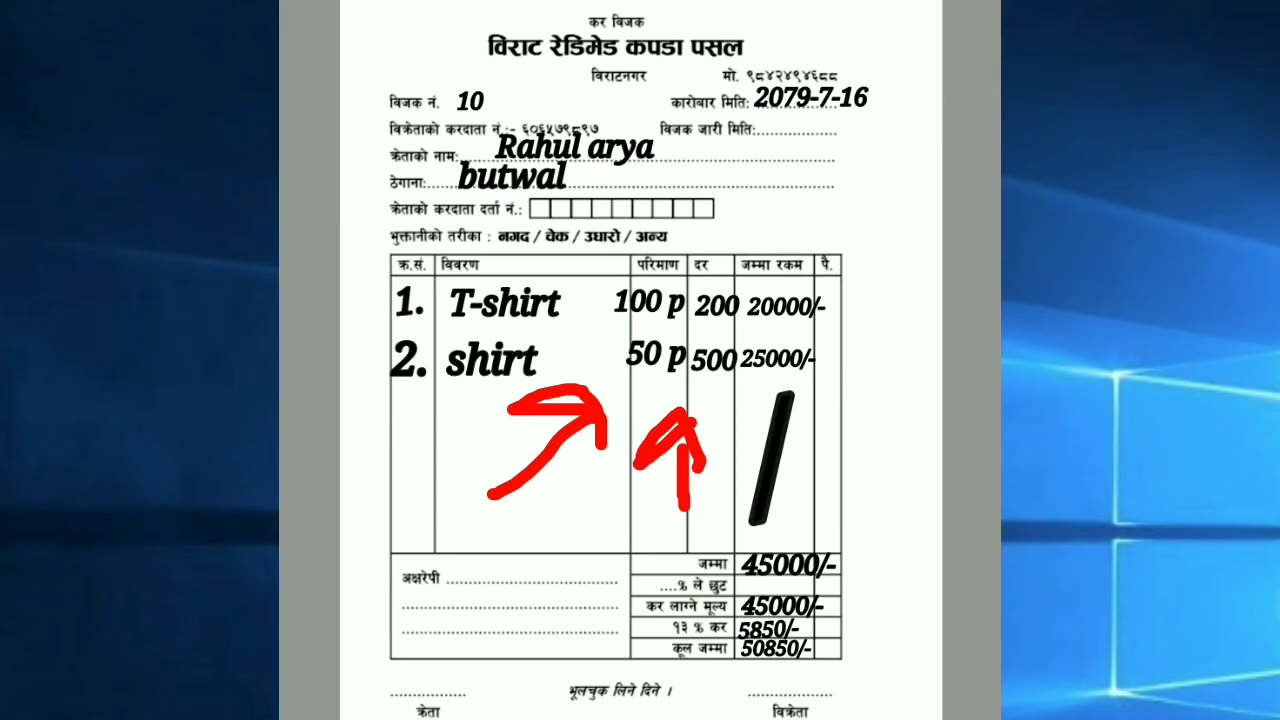 कर विजक
विराट रेडिमेड कपडा पसल
विराटनगर मो. ९८४२४९४६८८
विजक नं. 10 कारोबार मिति: 2079-7-16
विक्रेताको करदाता नं.:- ६०६५७९८९७ विजक जारी मिति:..................
क्रेताको नाम: Rahul arya
ठेगाना: butwal
क्रेताको करदाता दर्ता नं.:
भुक्तानीको तरीका : नगद / चेक / उधारो / अन्य
क्र.सं. विवरण परिमाण दर जम्मा रकम पै.
1. T-shirt 100 p 200 20000/-
2. shirt 50 p 500 25000/-
जम्मा 45000/-
अक्षरेपी ........................................ ....% ले छुट
कर लाग्ने मूल्य 45000/-
१३ % कर 5850/-
कूल जम्मा 50850/-
भूलचुक लिने दिने ।
क्रेता विक्रेता